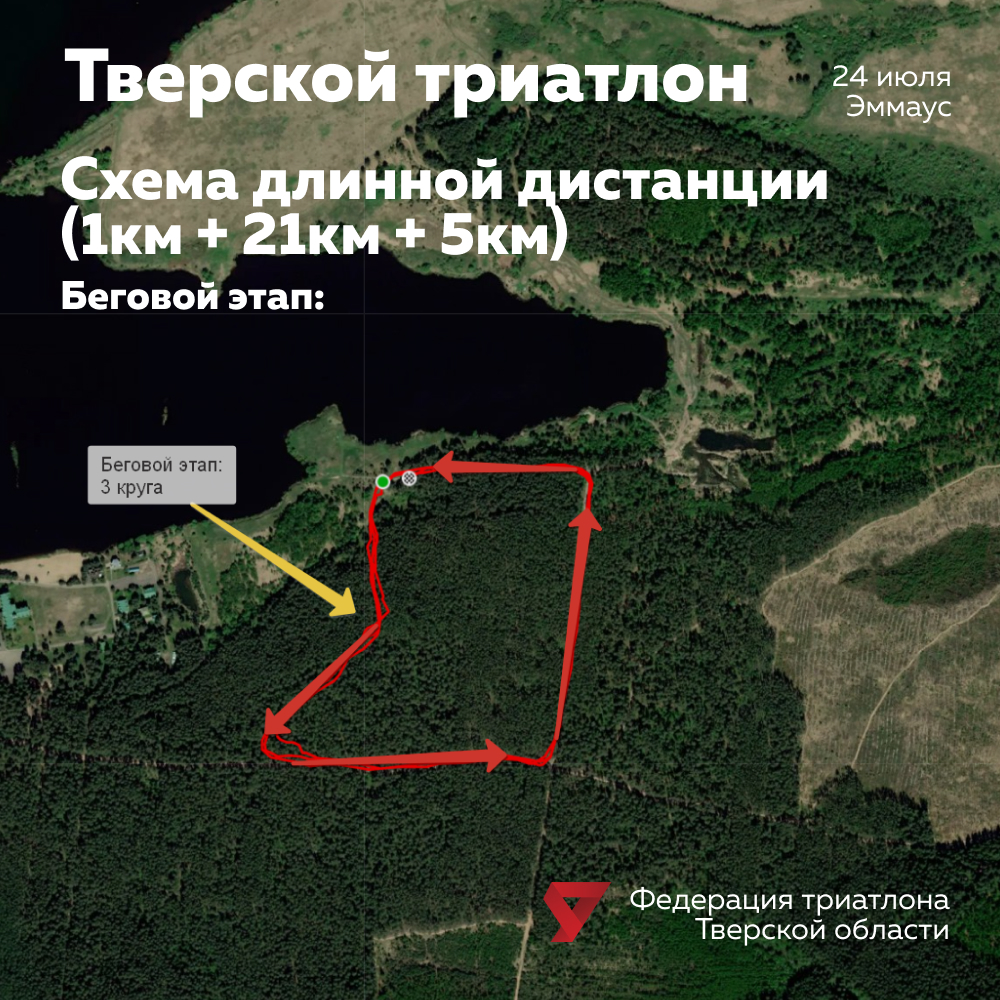 Тверской триатлон
24 июля
Эммаус
Схема длинной дистанции
(1км + 21км + 5км)
Беговой этап:
Беговой этап:
3 круга
Федерация триатлона
Тверской области